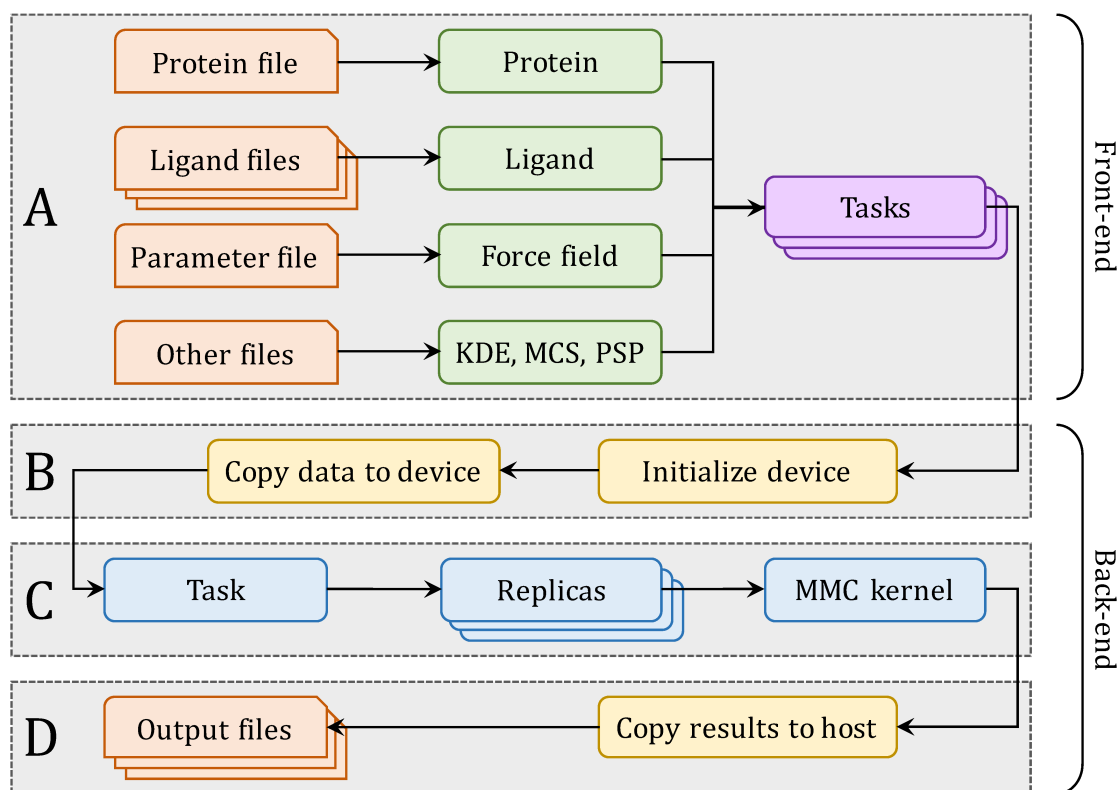 A
Protein file
Protein
Ligand files
Ligand
Tasks
Parameter file
Force field
Other files
KDE, MCS, PSP
Front-end
B
Copy data to device
Initialize device
C
Task
Replicas
MMC kernel
Back-end
D
Output files
Copy results to host